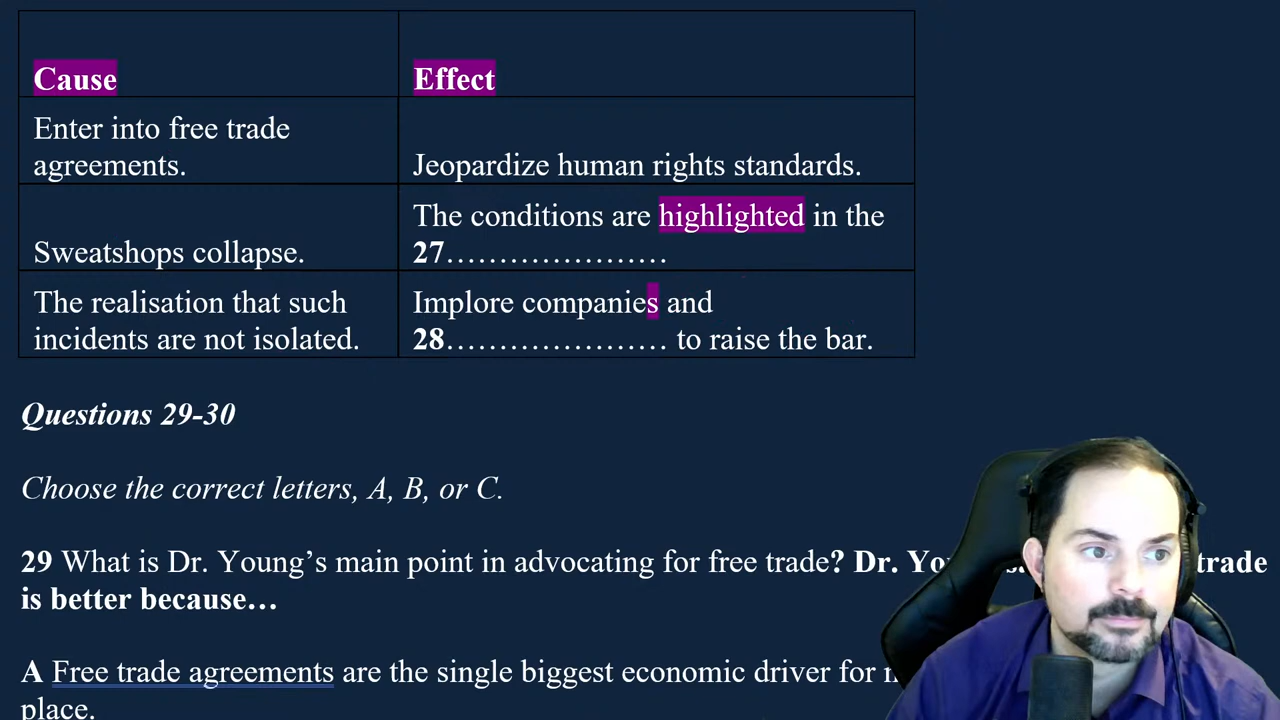 Cause
Effect
Enter into free trade
agreements.
Jeopardize human rights standards.
Sweatshops collapse.
The conditions are highlighted in the
27………………….
The realisation that such
incidents are not isolated.
Implore companies and
28…………………. to raise the bar.
Questions 29-30
Choose the correct letters, A, B, or C.
29 What is Dr. Young’s main point in advocating for free trade? Dr. trade
is better because…
A Free trade agreements are the single biggest economic driver for
place.